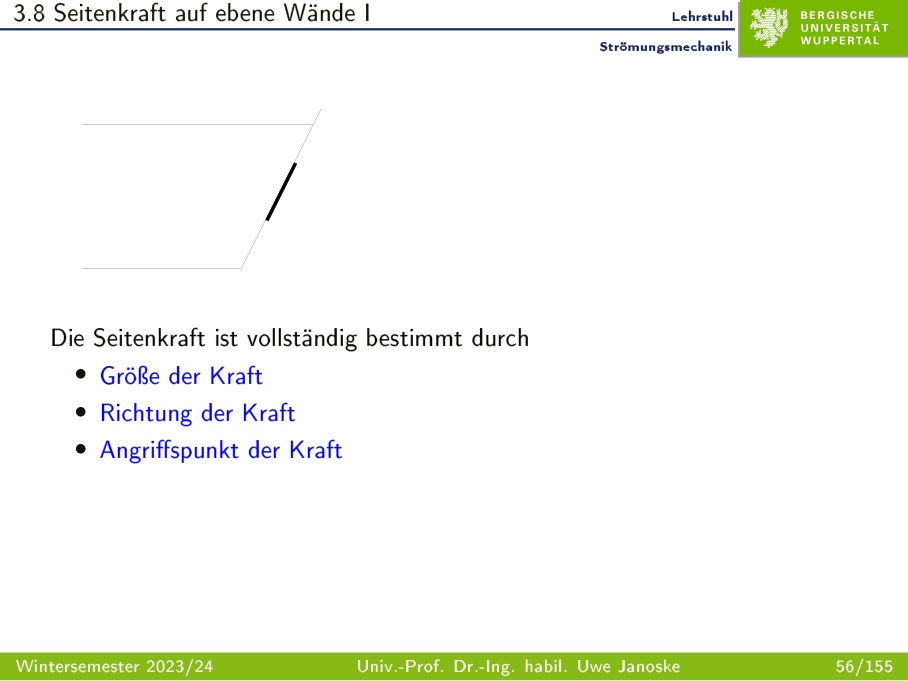 3.8 Seitenkraft auf ebene Wände I
Lehrstuhl
Strömungsmechanik
BERGISCHE
UNIVERSITÄT
WUPPERTAL
Die Seitenkraft ist vollständig bestimmt durch
• Größe der Kraft
• Richtung der Kraft
• Angriffspunkt der Kraft
Wintersemester 2023/24 Univ.-Prof. Dr.-Ing. habil. Uwe Janoske 56/155